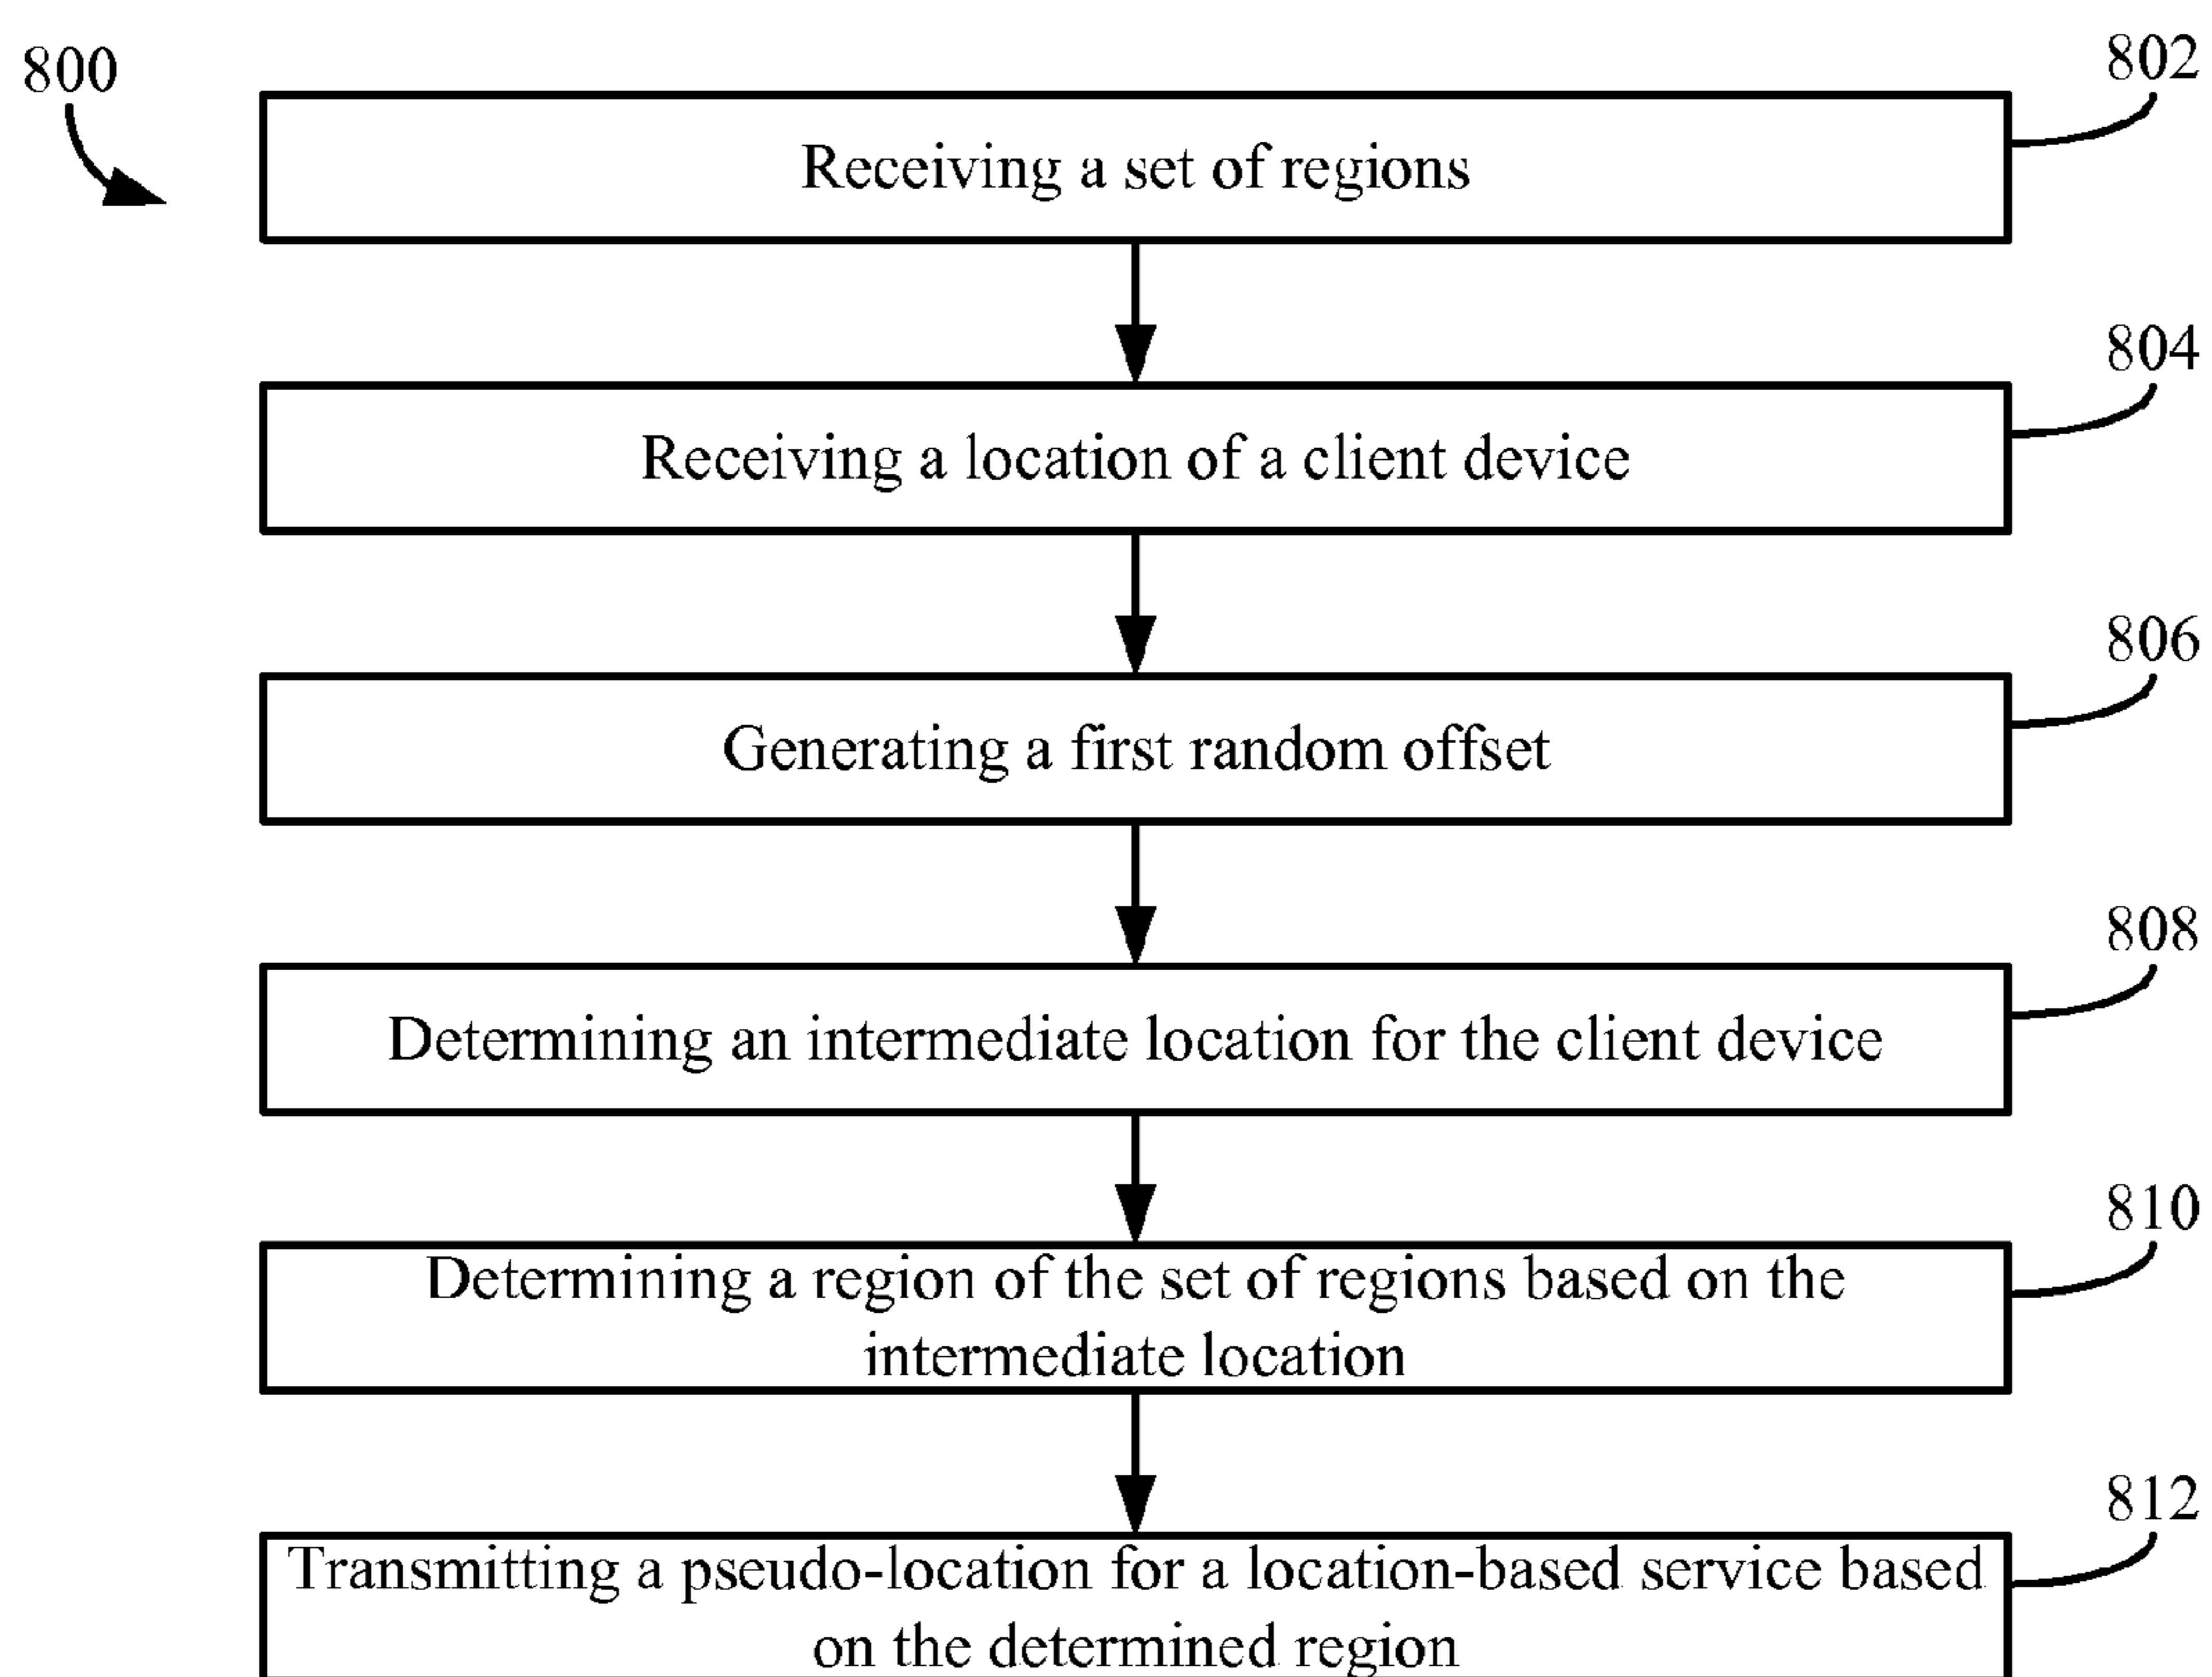 800
802
Receiving a set of regions
804
Receiving a location of a client device
806
Generating a first random offset
808
Determining an intermediate location for the client device
810
Determining a region of the set of regions based on the
intermediate location
812
Transmitting a pseudo-location for a location-based service based
on the determined region